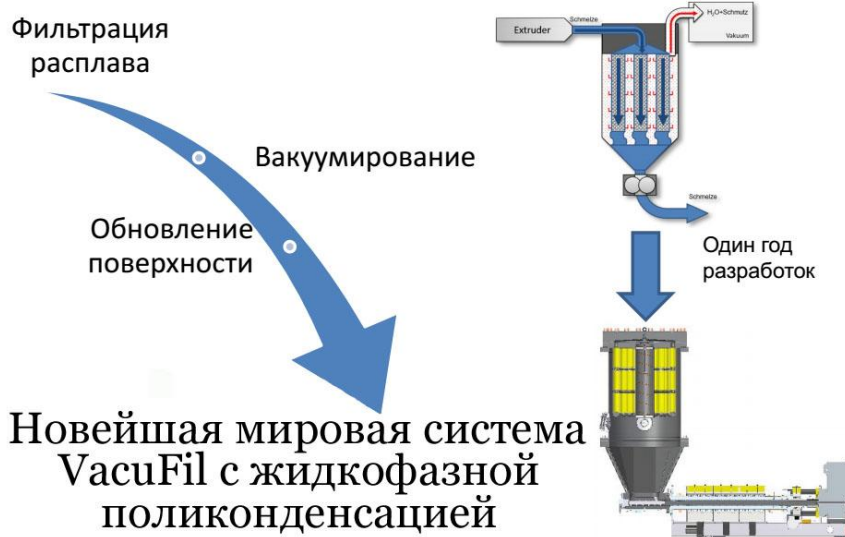 Фильтрация
расплава
Вакуумирование
Обновление
поверхности
Новейшая мировая система
VacuFil с жидкофазной
поликонденсацией
Extruder
Schmelze
H₂O+Schmutz
Vakuum
Schmelze
Один год
разработок